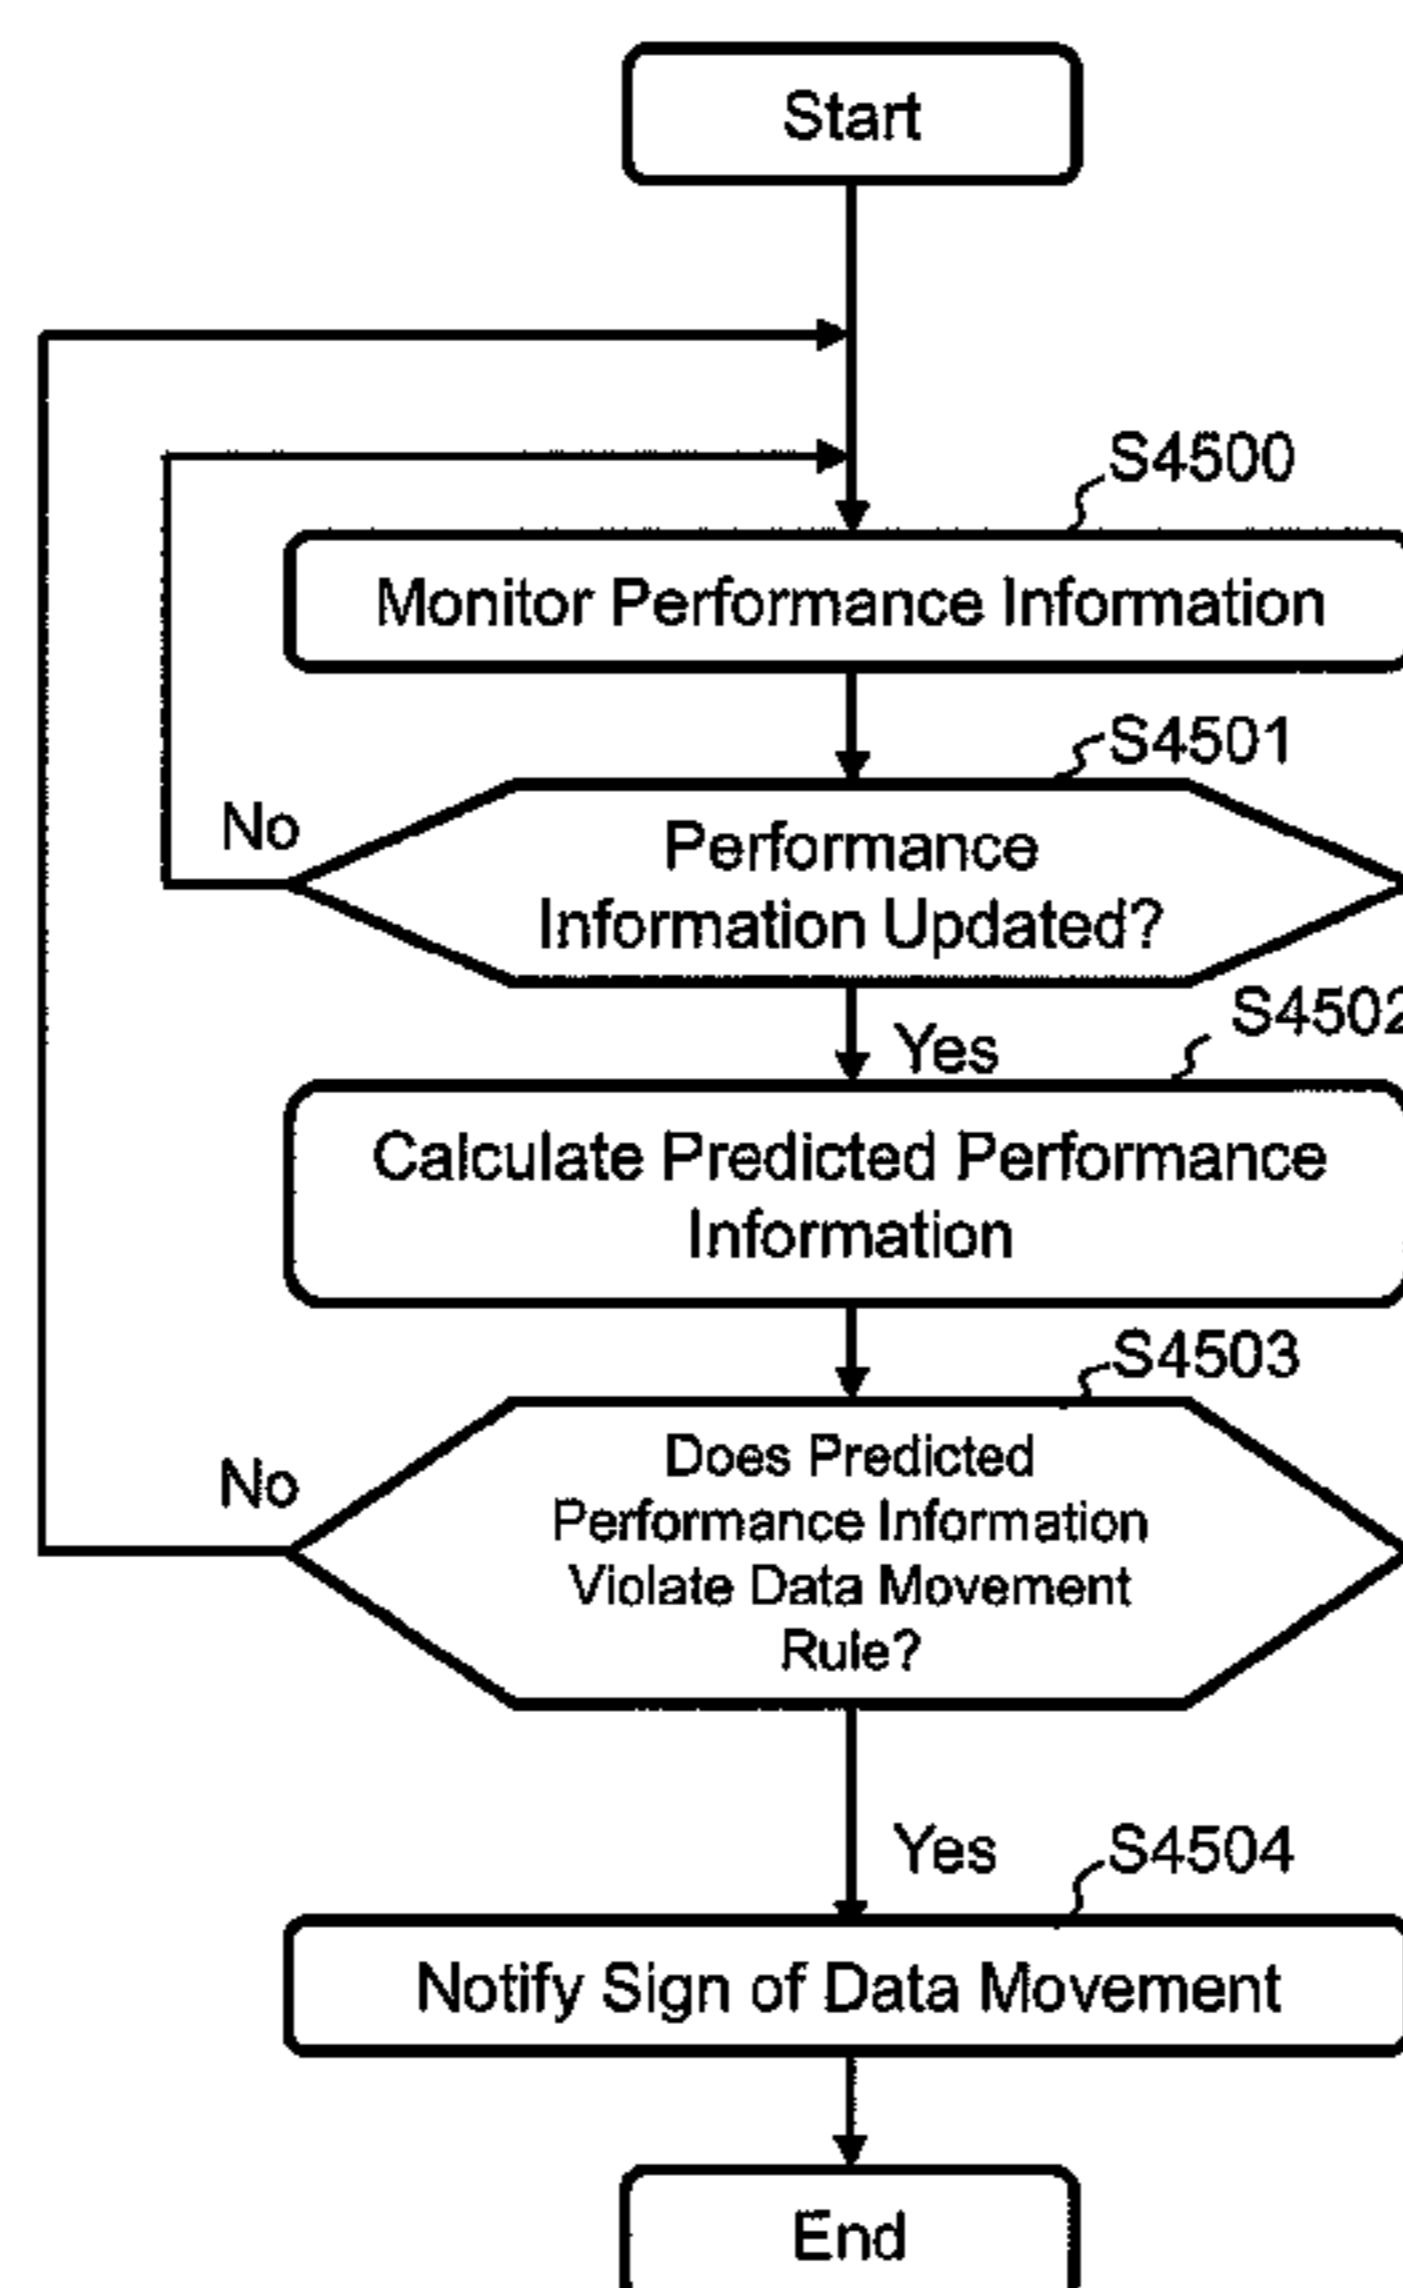 Start
S4500
Monitor Performance Information
S4501
No
Performance
Information Updated?
Yes
S4502
Calculate Predicted Performance
Information
S4503
No
Does Predicted
Performance Information
Violate Data Movement
Rule?
Yes
S4504
Notify Sign of Data Movement
End